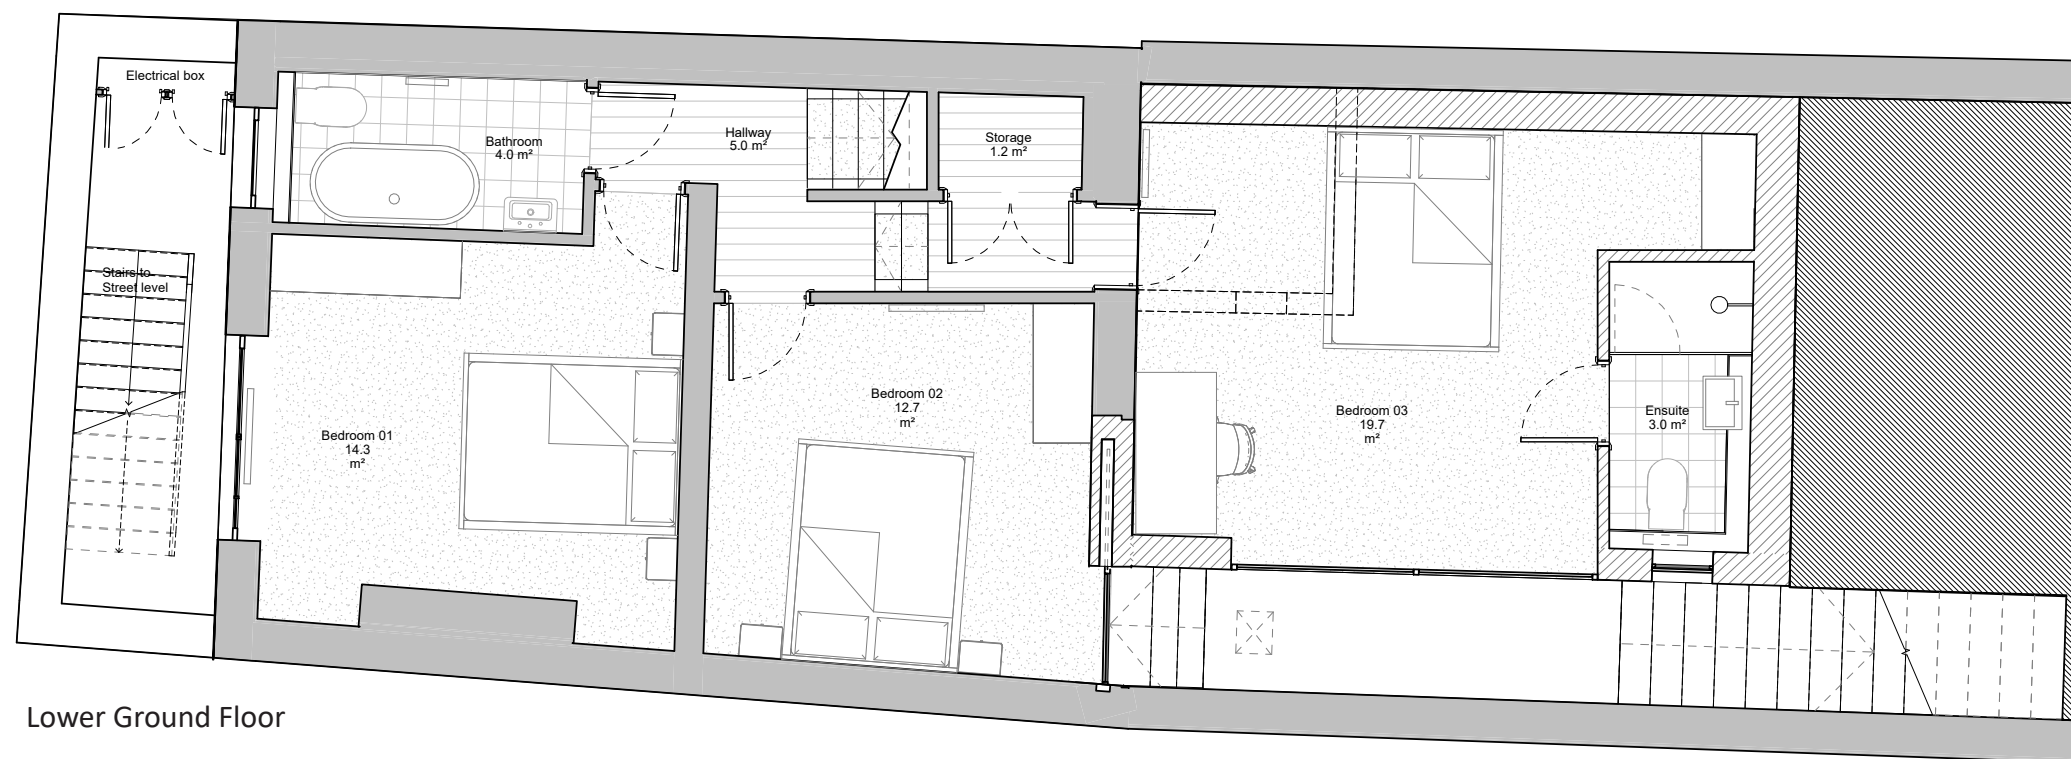 Electrical box
Bathroom
4.0 m²
Hallway
5.0 m²
Storage
1.2 m²
Stairs to
Street level
Bedroom 01
14.3
m²
Bedroom 02
12.7
m²
Bedroom 03
19.7
m²
Ensuite
3.0 m²
Lower Ground Floor